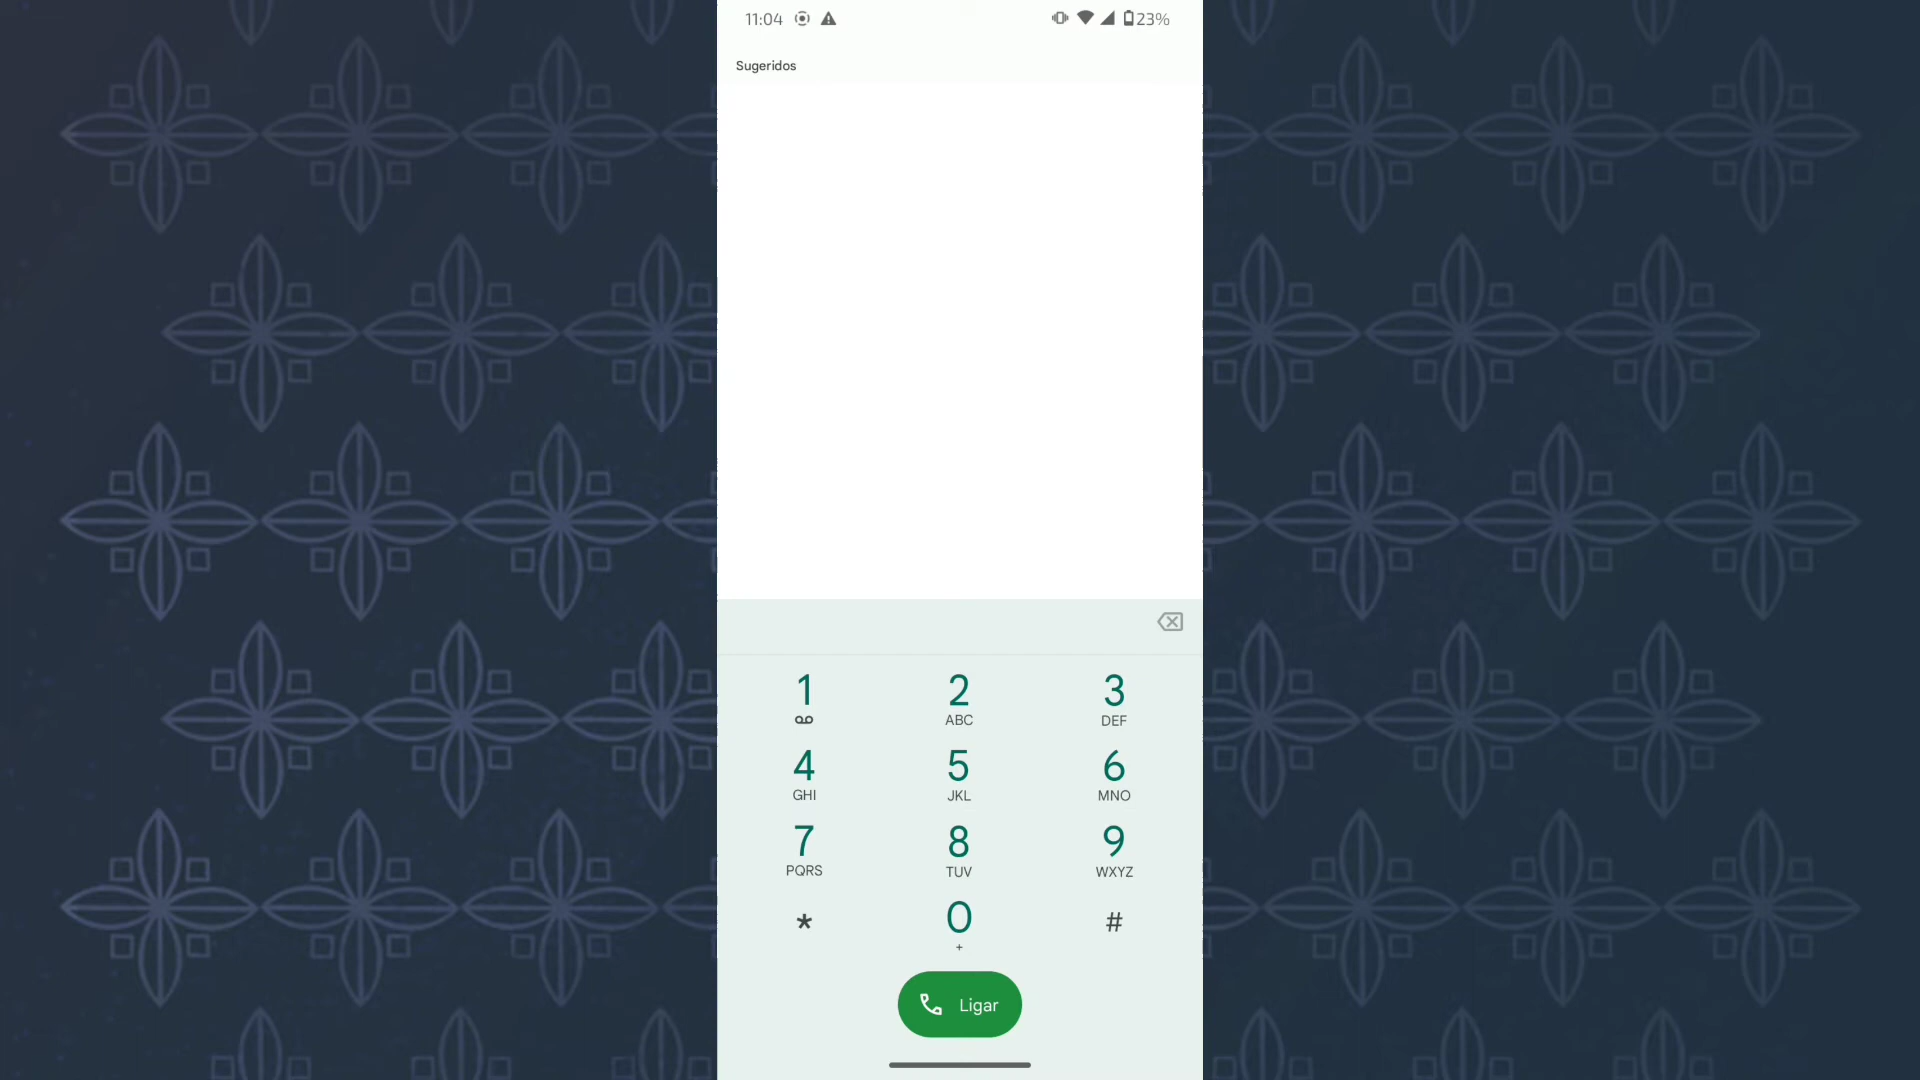 11:04 23%
Sugeridos
1 2 3
ABC DEF
4 5 6
GHI JKL MNO
7 8 9
PQRS TUV WXYZ
* 0 #
+
Ligar